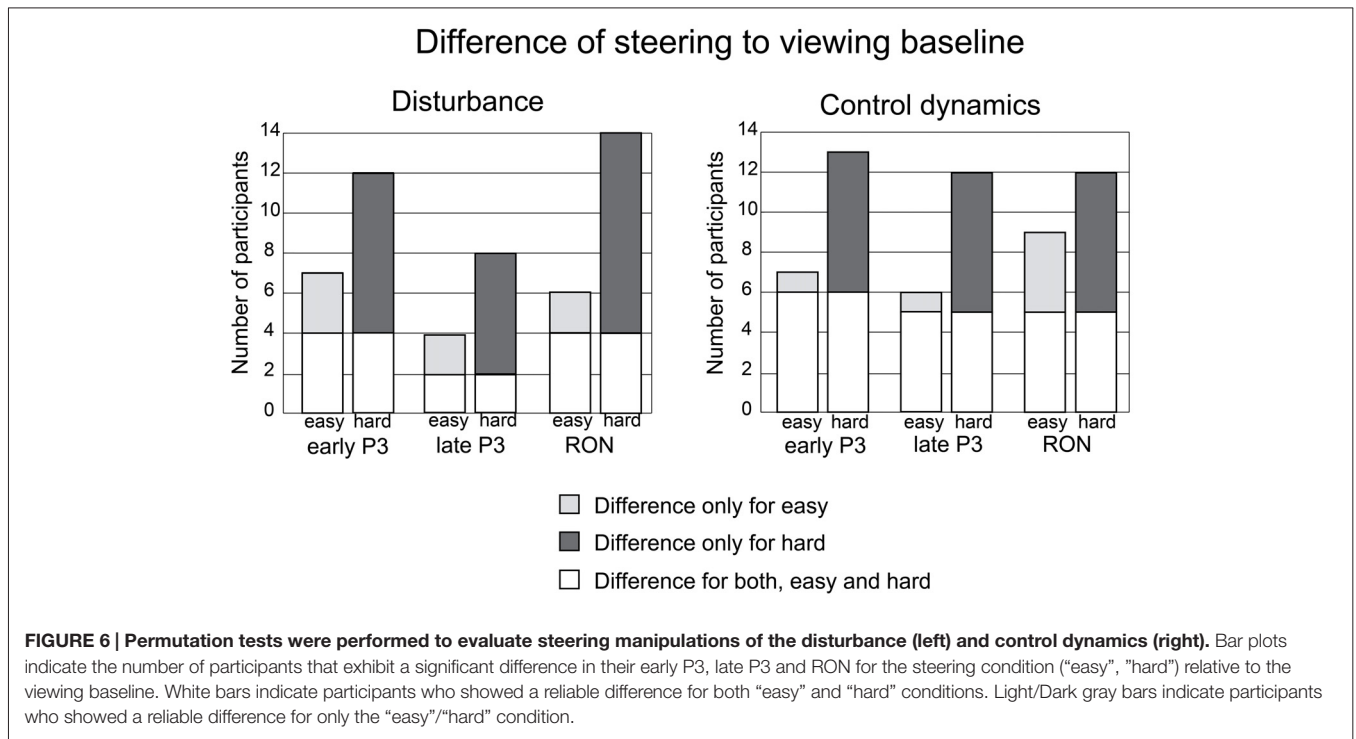 Difference of steering to viewing baseline
Disturbance
Number of participants
14
12
10
8
6
4
2
0
easy hard easy hard easy hard
early P3 late P3 RON
Control dynamics
Number of participants
14
12
10
8
6
4
2
0
easy hard easy hard easy hard
early P3 late P3 RON
Difference only for easy
Difference only for hard
Difference for both, easy and hard
FIGURE 6 | Permutation tests were performed to evaluate steering manipulations of the disturbance (left) and control dynamics (right). Bar plots
indicate the number of participants that exhibit a significant difference in their early P3, late P3 and RON for the steering condition (“easy”, ”hard”) relative to the
viewing baseline. White bars indicate participants who showed a reliable difference for both “easy” and “hard” conditions. Light/Dark gray bars indicate participants
who showed a reliable difference for only the “easy”/“hard” condition.